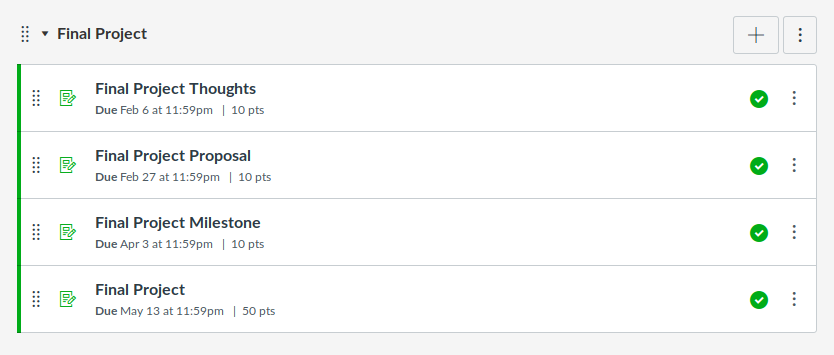 Final Project
Final Project Thoughts
Due Feb 6 at 11:59pm | 10 pts
Final Project Proposal
Due Feb 27 at 11:59pm | 10 pts
Final Project Milestone
Due Apr 3 at 11:59pm | 10 pts
Final Project
Due May 13 at 11:59pm | 50 pts